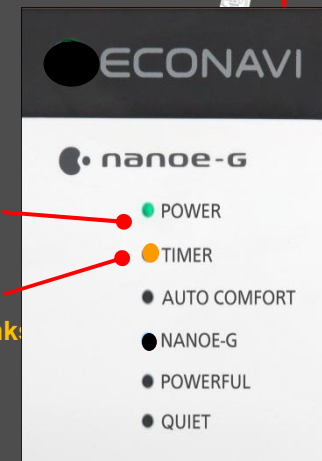 ECONAVI
nanoe-G
POWER
TIMER
AUTO COMFORT
NANOE-G
POWERFUL
QUIET